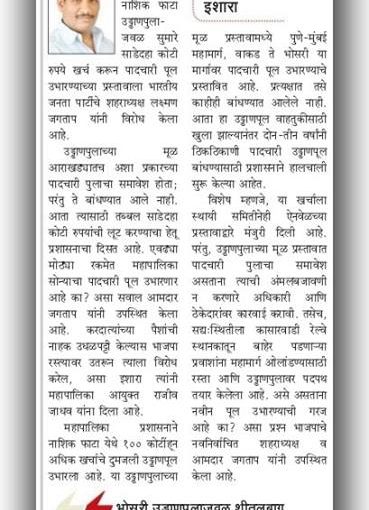 नाशिक फाटा
उड्डाणपुला-
जवळ सुमारे
साडेदहा कोटी
रुपये खर्च करून पादचारी पूल
उभारण्याच्या प्रस्तावाला भारतीय
जनता पार्टीचे शहराध्यक्ष लक्ष्मण
जगताप यांनी विरोध केला
आहे.
उड्डाणपुलाच्या मूळ
आराखड्यातच अशा प्रकारच्या
पादचारी पुलाचा समावेश होता;
परंतु ते बांधण्यात आले नाही.
आता त्यासाठी तब्बल साडेदहा
कोटी रुपयांची लूट करण्याचा हेतू
प्रशासनाचा दिसत आहे. एवढ्या
मोठ्या रकमेत महापालिका
सोन्याचा पादचारी पूल उभारणार
आहे का? असा सवाल आमदार
जगताप यांनी उपस्थित केला
आहे. करदात्यांच्या पैशांची
नाहक उधळपट्टी केल्यास भाजपा
रस्त्यावर उतरून त्याला विरोध
करेल, असा इशारा त्यांनी
महापालिका आयुक्त राजीव
जाधव यांना दिला आहे.
महापालिका प्रशासनाने
नाशिक फाटा येथे १०० कोटींहून
अधिक खर्चाचे दुमजली उड्डाणपूल
उभारला आहे. या उड्डाणपुलाच्या
इशारा
मूळ प्रस्तावामध्ये पुणे-मुंबई
महामार्ग, वाकड ते भोसरी या
मार्गावर पादचारी पूल उभारण्याचे
प्रस्तावित आहे. प्रत्यक्षात तसे
काहीही बांधण्यात आलेले नाही.
आता हा उड्डाणपूल वाहतुकीसाठी
खुला झाल्यानंतर दोन-तीन वर्षांनी
ठिकठिकाणी पादचारी उड्डाणपूल
बांधण्यासाठी प्रशासनाने हालचाली
सुरू केल्या आहेत.
विशेष म्हणजे, या खर्चाला
स्थायी समितीनेही ऐनवेळच्या
प्रस्तावाद्वारे मंजुरी दिली आहे.
परंतु, उड्डाणपुलाच्या मूळ प्रस्तावात
पादचारी पुलाचा समावेश
असताना त्याची अंमलबजावणी
न करणारे अधिकारी आणि
ठेकेदारांवर कारवाई करावी. तसेच,
सद्य:स्थितीला कासारवाडी रेल्वे
स्थानकातून बाहेर पडणाऱ्या
प्रवाशांना महामार्ग ओलांडण्यासाठी
रस्ता आणि उड्डाणपुलावर पदपथ
तयार केलेला आहे. असे असताना
नवीन पूल उभारण्याची गरज
आहे का? असा प्रश्न भाजपाचे
नवनिर्वाचित शहराध्यक्ष व
आमदार जगताप यांनी उपस्थित
केला आहे.
भोसरी उड्डाणपुलाजवळ शीतलबाग